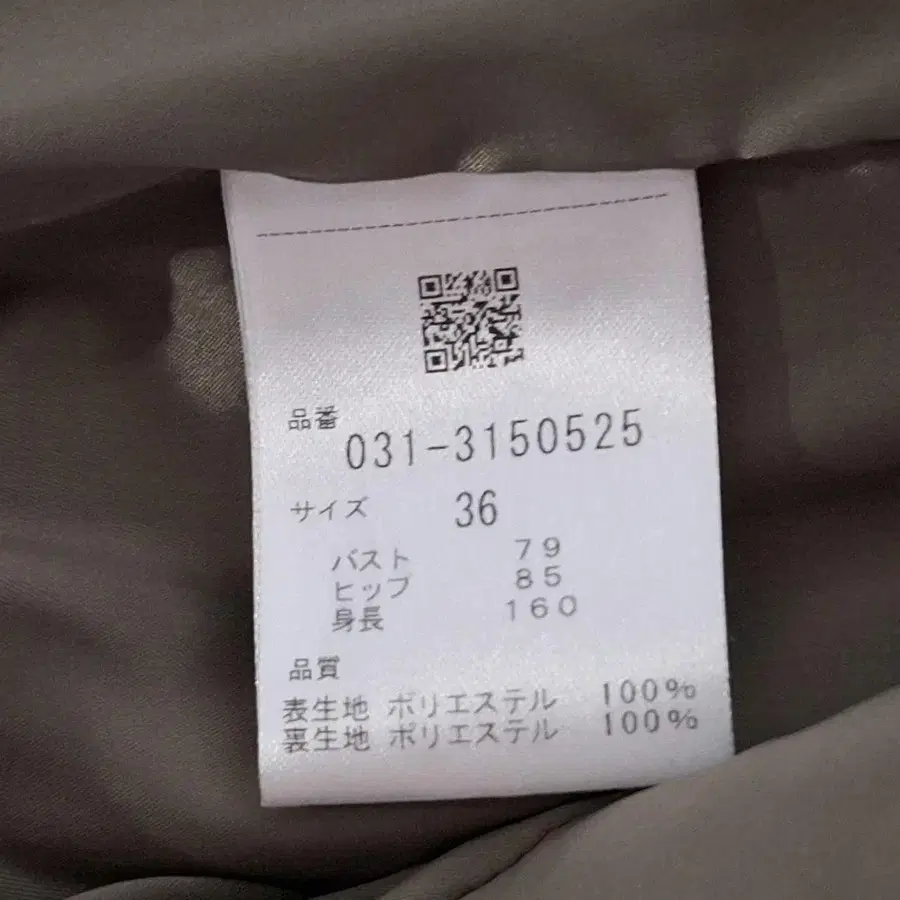 品番
031-3150525
サイズ 36
バスト 79
ヒップ 85
身長 160
品質
表生地 ポリエステル 100%
裏生地 ポリエステル 100%